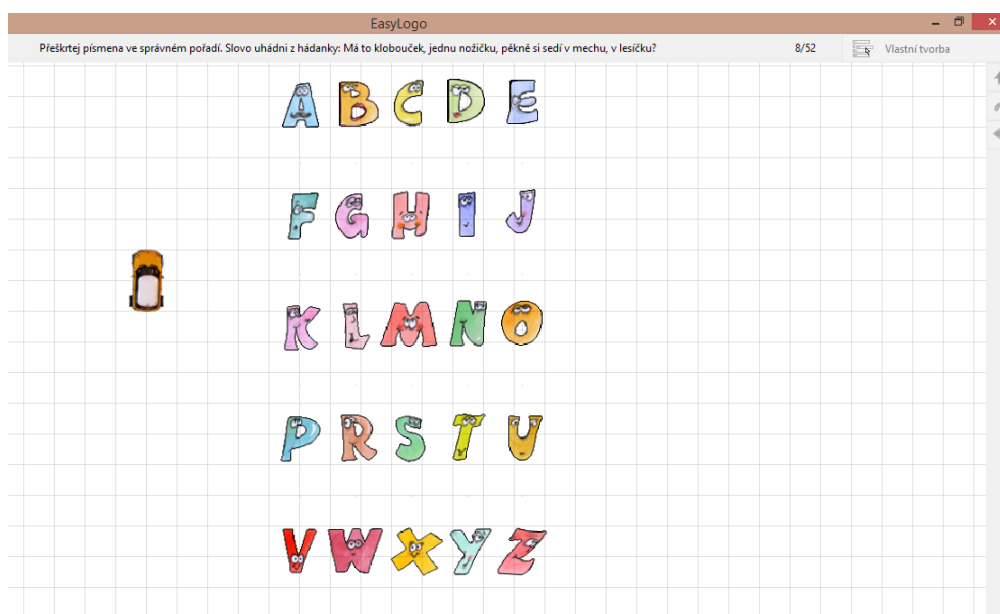 EasyLogo
Přeškrtej písmena ve správném pořadí. Slovo uhádni z hádanky: Má to klobouček, jednu nožičku, pěkně si sedí v mechu, v lesíčku? 8/52 Vlastní tvorba
A B C D E
F G H I J
K L M N O
P R S T U
V W X Y Z